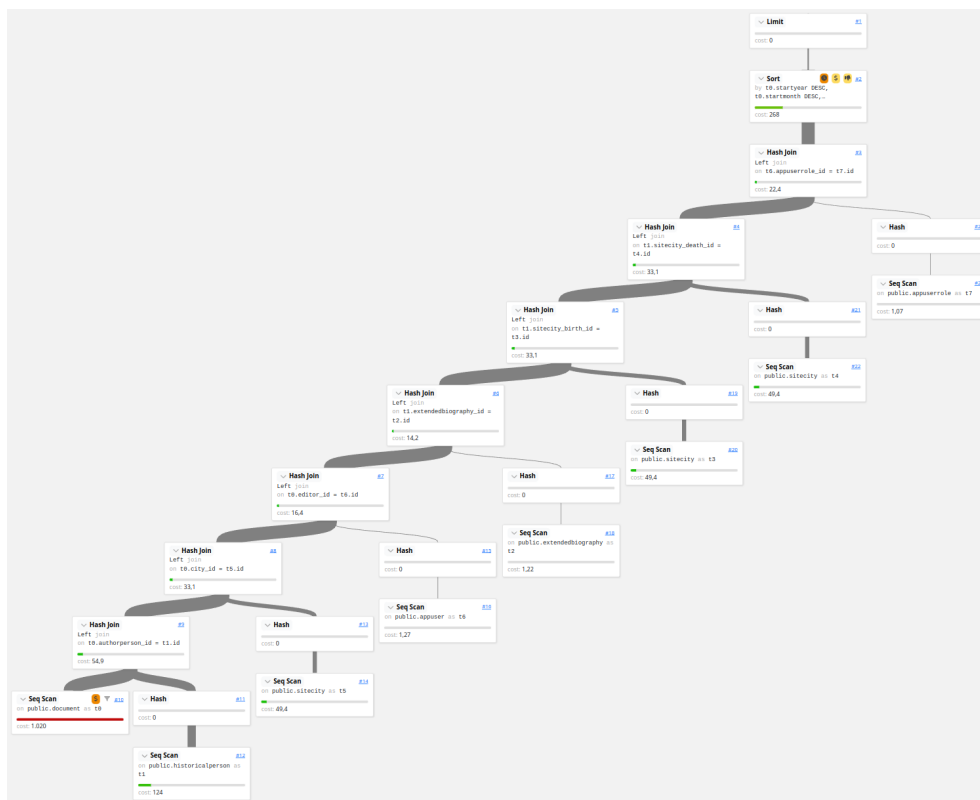 Limit #1
cost: 0
Sort #2
by t0.startyear DESC,
t0.startmonth DESC,…
cost: 268
Hash Join #3
Left join
on t6.appuserrole_id = t7.id
cost: 22,4
Hash Join #4
Left join
on t1.sitecity_death_id =
t4.id
cost: 33,1
Hash
cost: 0
Seq Scan
on public.appuserrole as t7
cost: 1,07
Hash Join #5
Left join
on t1.sitecity_birth_id =
t3.id
cost: 33,1
Hash #21
cost: 0
Seq Scan #22
on public.sitecity as t4
cost: 49,4
Hash Join #6
Left join
on t1.extendedbiography_id =
t2.id
cost: 14,2
Hash #19
cost: 0
Seq Scan #20
on public.sitecity as t3
cost: 49,4
Hash Join #7
Left join
on t0.editor_id = t6.id
cost: 16,4
Hash #17
cost: 0
Seq Scan #18
on public.extendedbiography as
t2
cost: 1,22
Hash Join #8
Left join
on t0.city_id = t5.id
cost: 33,1
Hash #15
cost: 0
Seq Scan #16
on public.appuser as t6
cost: 1,27
Hash Join #9
Left join
on t0.authorperson_id = t1.id
cost: 54,9
Hash #13
cost: 0
Seq Scan #14
on public.sitecity as t5
cost: 49,4
Seq Scan #10
on public.document as t0
cost: 1.020
Hash #11
cost: 0
Seq Scan #12
on public.historicalperson as
t1
cost: 124